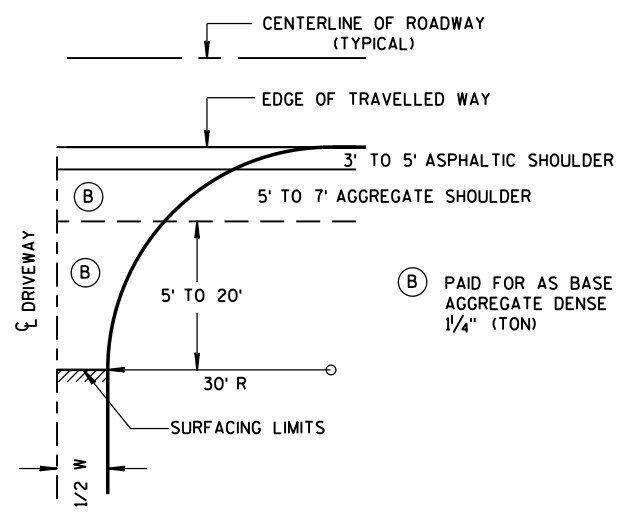 CENTERLINE OF ROADWAY
(TYPICAL)
EDGE OF TRAVELLED WAY
3' TO 5' ASPHALTIC SHOULDER
B
5' TO 7' AGGREGATE SHOULDER
℄ DRIVEWAY
B
5' TO 20'
B PAID FOR AS BASE
AGGREGATE DENSE
1¼" (TON)
30' R
SURFACING LIMITS
1/2 W